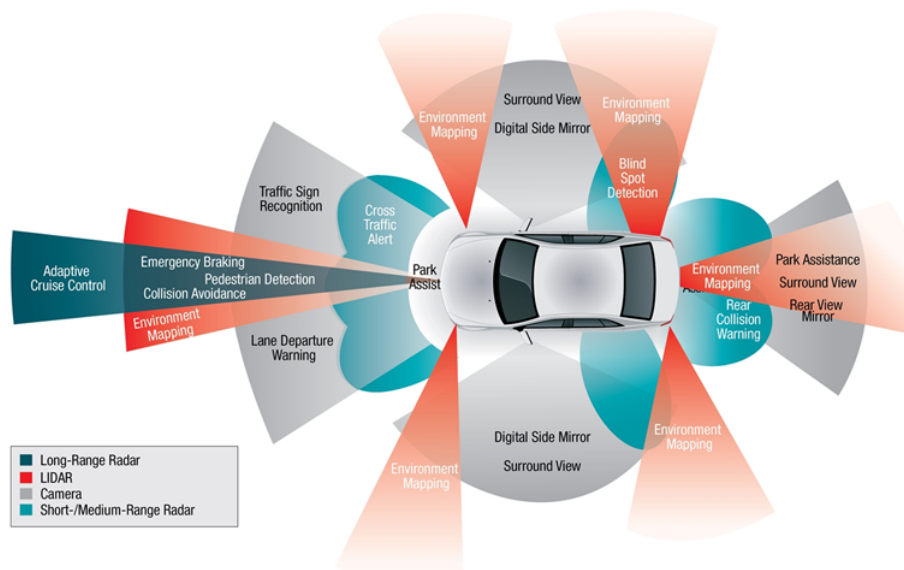 Surround View
Digital Side Mirror
Environment
Mapping
Environment
Mapping
Blind
Spot
Detection
Traffic Sign
Recognition
Cross
Traffic
Alert
Adaptive
Cruise Control
Emergency Braking
Pedestrian Detection
Collision Avoidance
Environment
Mapping
Lane Departure
Warning
Park
Assist
Environment
Mapping
Rear
Collision
Warning
Park Assistance
Surround View
Rear View
Mirror
Digital Side Mirror
Surround View
Environment
Mapping
Environment
Mapping
Long-Range Radar
LIDAR
Camera
Short-/Medium-Range Radar